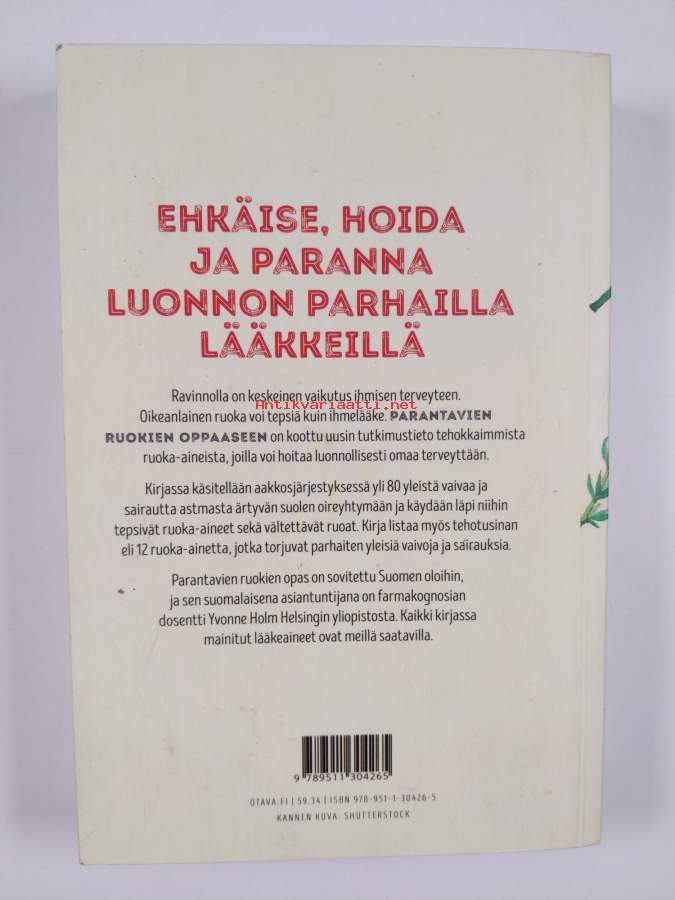 EHKÄISE, HOIDA
JA PARANNA
LUONNON PARHAILLA
LÄÄKKEILLÄ
Ravinnolla on keskeinen vaikutus ihmisen terveyteen.
Antikvariaatti.net
Oikeanlainen ruoka voi tepsiä kuin ihmelääke. PARANTAVIEN
RUOKIEN OPPAASEEN on koottu uusin tutkimustieto tehokkaimmista
ruoka-aineista, joilla voi hoitaa luonnollisesti omaa terveyttään.
Kirjassa käsitellään aakkosjärjestyksessä yli 80 yleistä vaivaa ja
sairautta astmasta ärtyvän suolen oireyhtymään ja käydään läpi niihin
tepsivät ruoka-aineet sekä vältettävät ruoat. Kirja listaa myös tehotusinan
eli 12 ruoka-ainetta, jotka torjuvat parhaiten yleisiä vaivoja ja sairauksia.
Parantavien ruokien opas on sovitettu Suomen oloihin,
ja sen suomalaisena asiantuntijana on farmakognosian
dosentti Yvonne Holm Helsingin yliopistosta. Kaikki kirjassa
mainitut lääkeaineet ovat meillä saatavilla.
9 789511 304265
OTAVA.FI | 59.34 | ISBN 978-951-1-30426-5
KANNEN KUVA: SHUTTERSTOCK